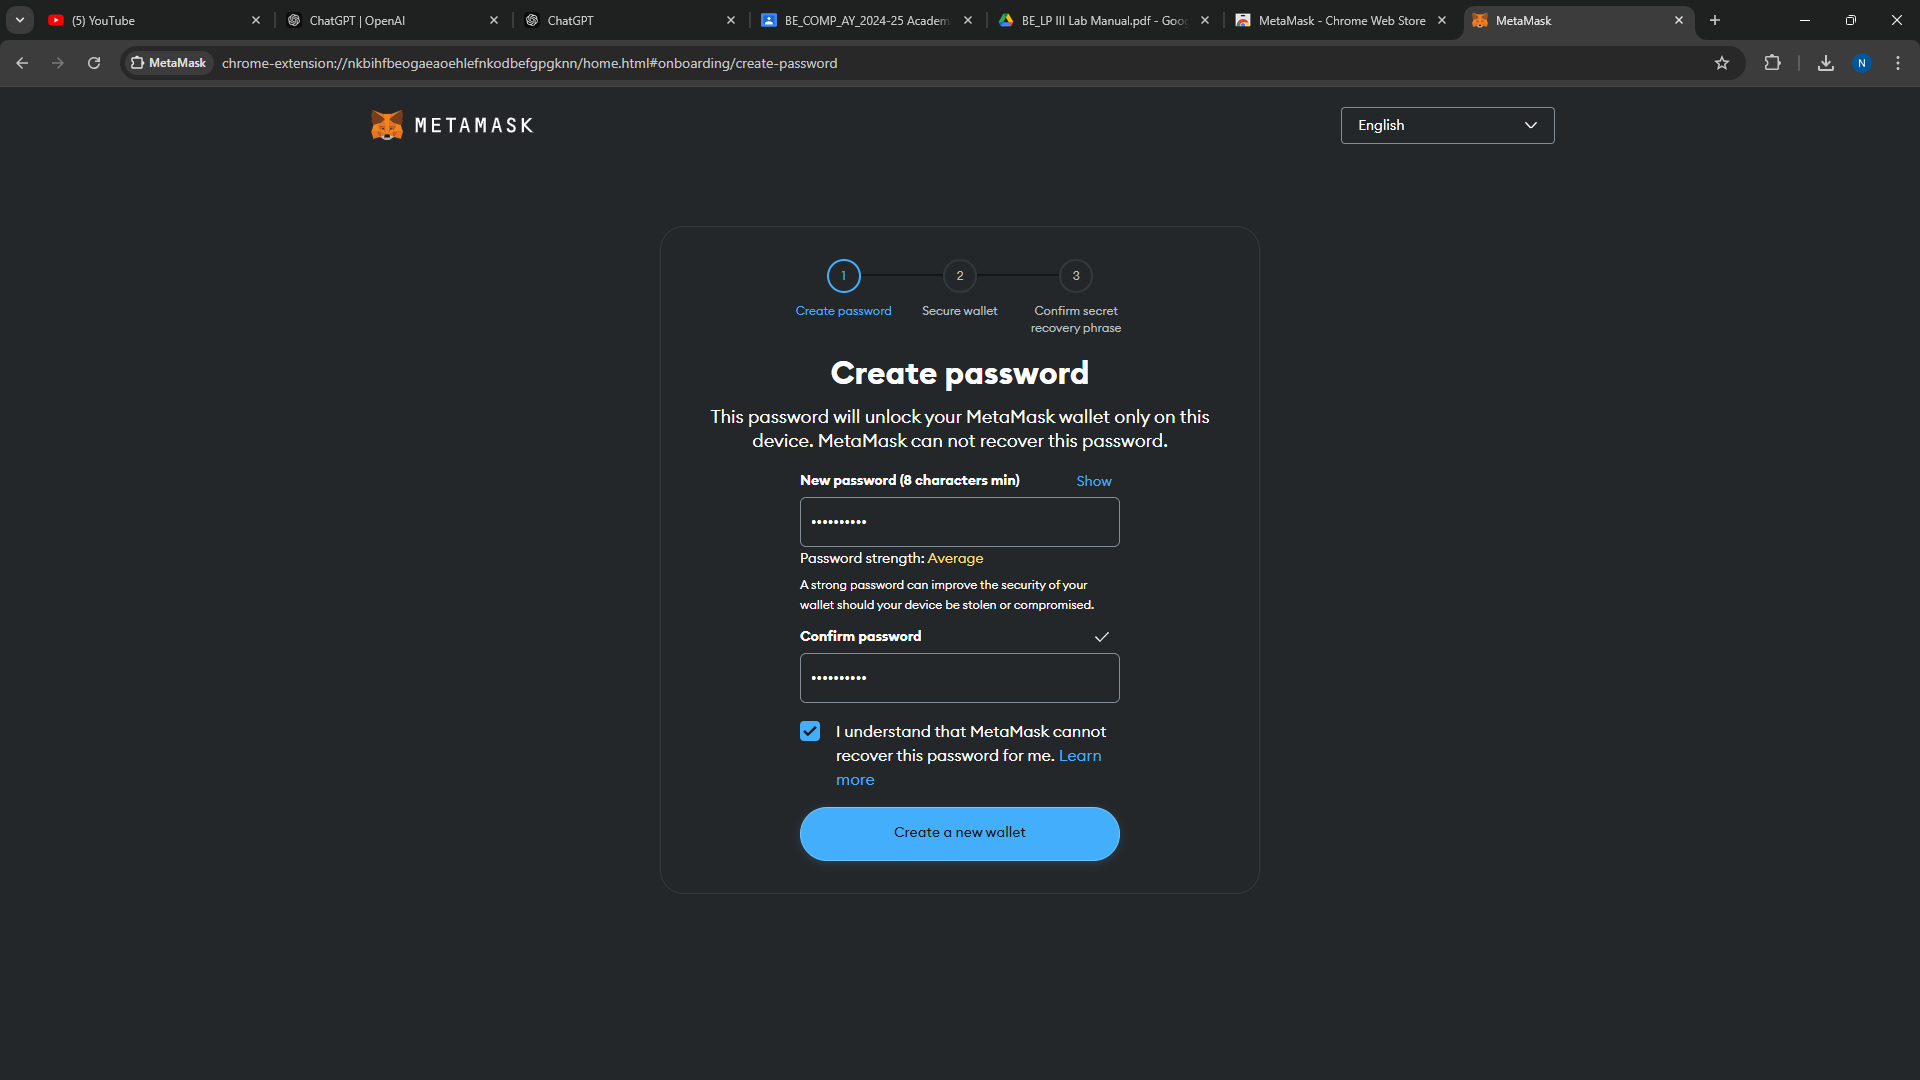 (5) YouTube
ChatGPT | OpenAI
ChatGPT
BE_COMP_AY_2024-25 Academ
BE_LP III Lab Manual.pdf - Goo
MetaMask - Chrome Web Store
MetaMask
MetaMask
chrome-extension://nkbihfbeogaeaoehlefnkodbefgpgknn/home.html#onboarding/create-password
N
METAMASK
English
1
2
3
Create password
Secure wallet
Confirm secret
recovery phrase
Create password
This password will unlock your MetaMask wallet only on this
device. MetaMask can not recover this password.
New password (8 characters min)
Show
••••••••••
Password strength: Average
A strong password can improve the security of your
wallet should your device be stolen or compromised.
Confirm password
••••••••••
I understand that MetaMask cannot
recover this password for me. Learn
more
Create a new wallet